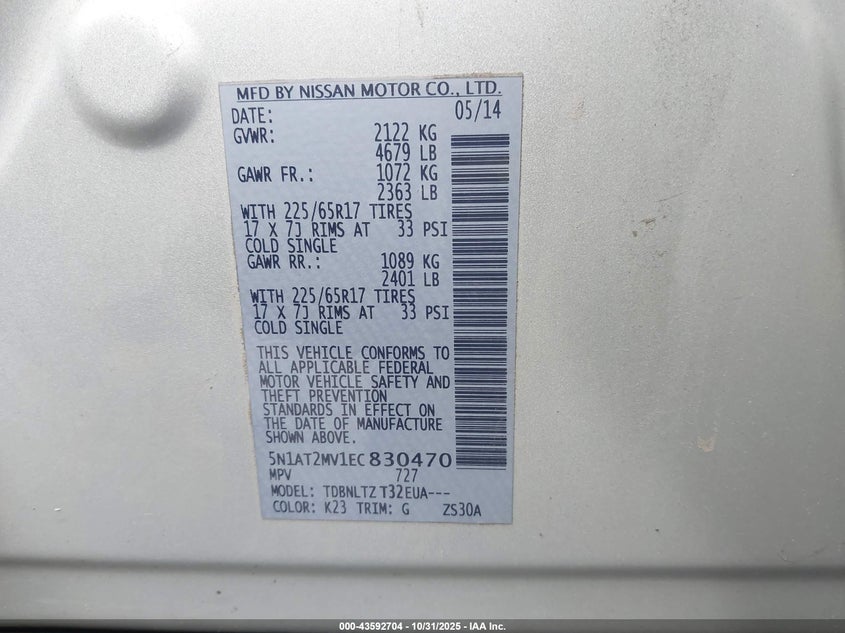 MFD BY NISSAN MOTOR CO., LTD.
DATE: 05/14
GVWR: 2122 KG
4679 LB
GAWR FR.: 1072 KG
2363 LB
WITH 225/65R17 TIRES
17 X 7J RIMS AT 33 PSI
COLD SINGLE
GAWR RR.: 1089 KG
2401 LB
WITH 225/65R17 TIRES
17 X 7J RIMS AT 33 PSI
COLD SINGLE
THIS VEHICLE CONFORMS TO
ALL APPLICABLE FEDERAL
MOTOR VEHICLE SAFETY AND
THEFT PREVENTION
STANDARDS IN EFFECT ON
THE DATE OF MANUFACTURE
SHOWN ABOVE.
5N1AT2MV1EC830470
MPV 727
MODEL: TDBNLTZ T32EUA---
COLOR: K23 TRIM: G ZS30A
000-43592704 - 10/31/2025 - IAA Inc.